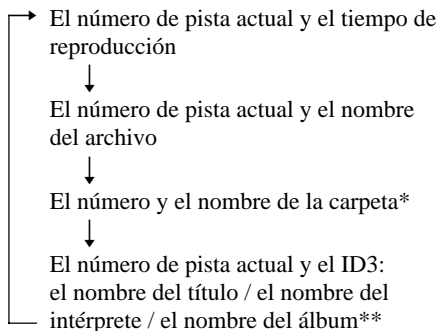 El número de pista actual y el tiempo de
reproducción
El número de pista actual y el nombre
del archivo
El número y el nombre de la carpeta*
El número de pista actual y el ID3:
el nombre del título / el nombre del
intérprete / el nombre del álbum**